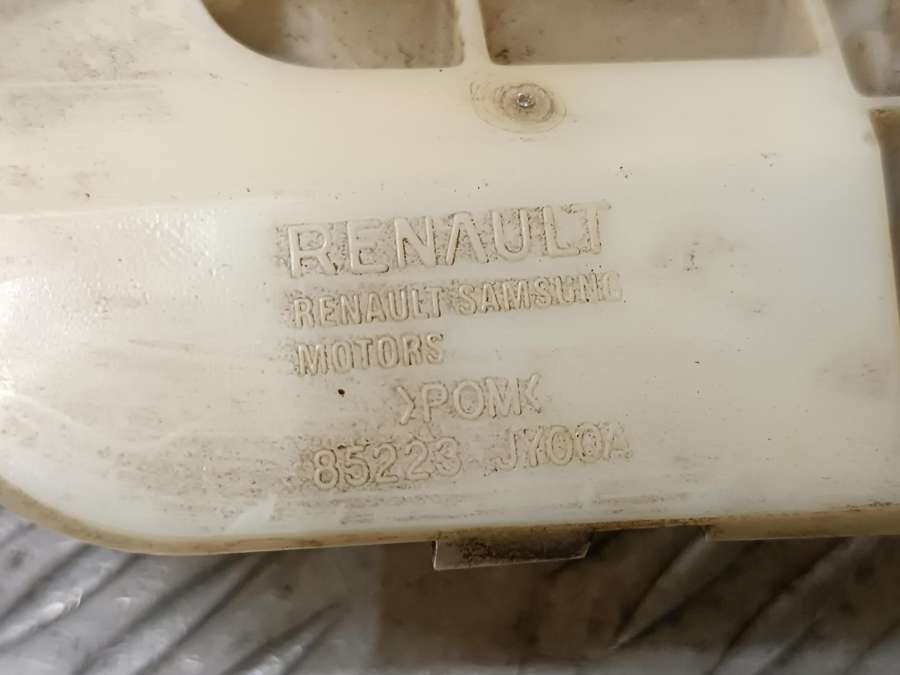 RENAULT
RENAULT SAMSUNG
MOTORS
>POM<
85223 JY00A